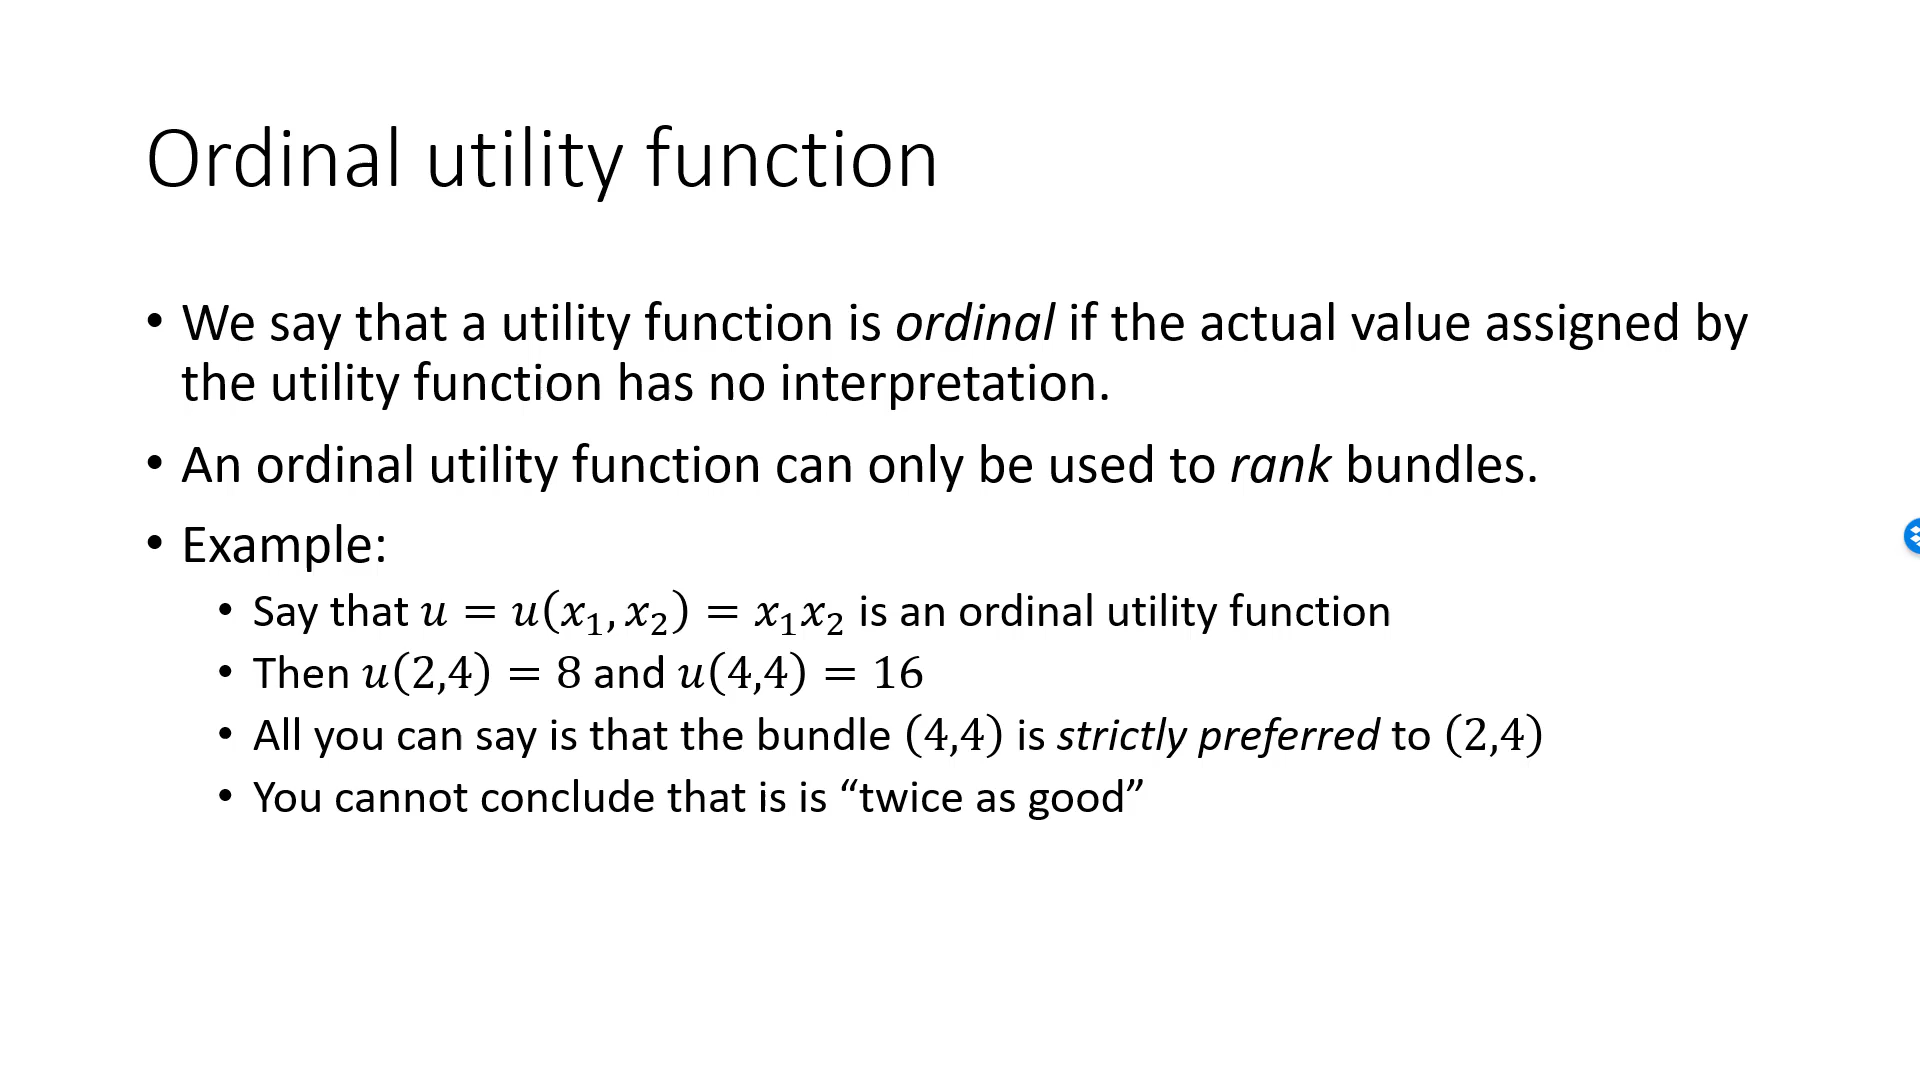 Ordinal utility function
• We say that a utility function is ordinal if the actual value assigned by
the utility function has no interpretation.
• An ordinal utility function can only be used to rank bundles.
• Example:
• Say that 𝑢 = 𝑢(𝑥₁, 𝑥₂) = 𝑥₁𝑥₂ is an ordinal utility function
• Then 𝑢(2,4) = 8 and 𝑢(4,4) = 16
• All you can say is that the bundle (4,4) is strictly preferred to (2,4)
• You cannot conclude that is is “twice as good”